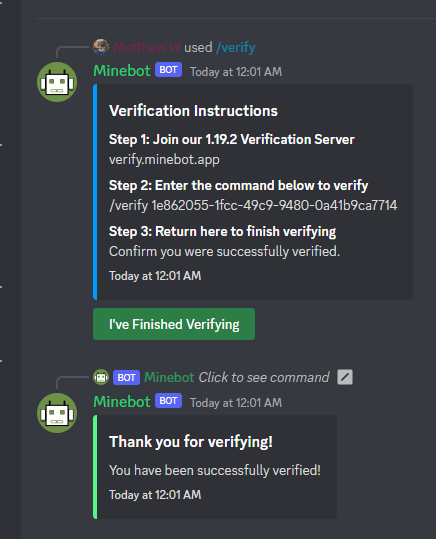 Matthew W used /verify
Minebot BOT Today at 12:01 AM
Verification Instructions
Step 1: Join our 1.19.2 Verification Server
verify.minebot.app
Step 2: Enter the command below to verify
/verify 1e862055-1fcc-49c9-9480-0a41b9ca7714
Step 3: Return here to finish verifying
Confirm you were successfully verified.
Today at 12:01 AM
I've Finished Verifying
BOT Minebot Click to see command
Minebot BOT Today at 12:01 AM
Thank you for verifying!
You have been successfully verified!
Today at 12:01 AM